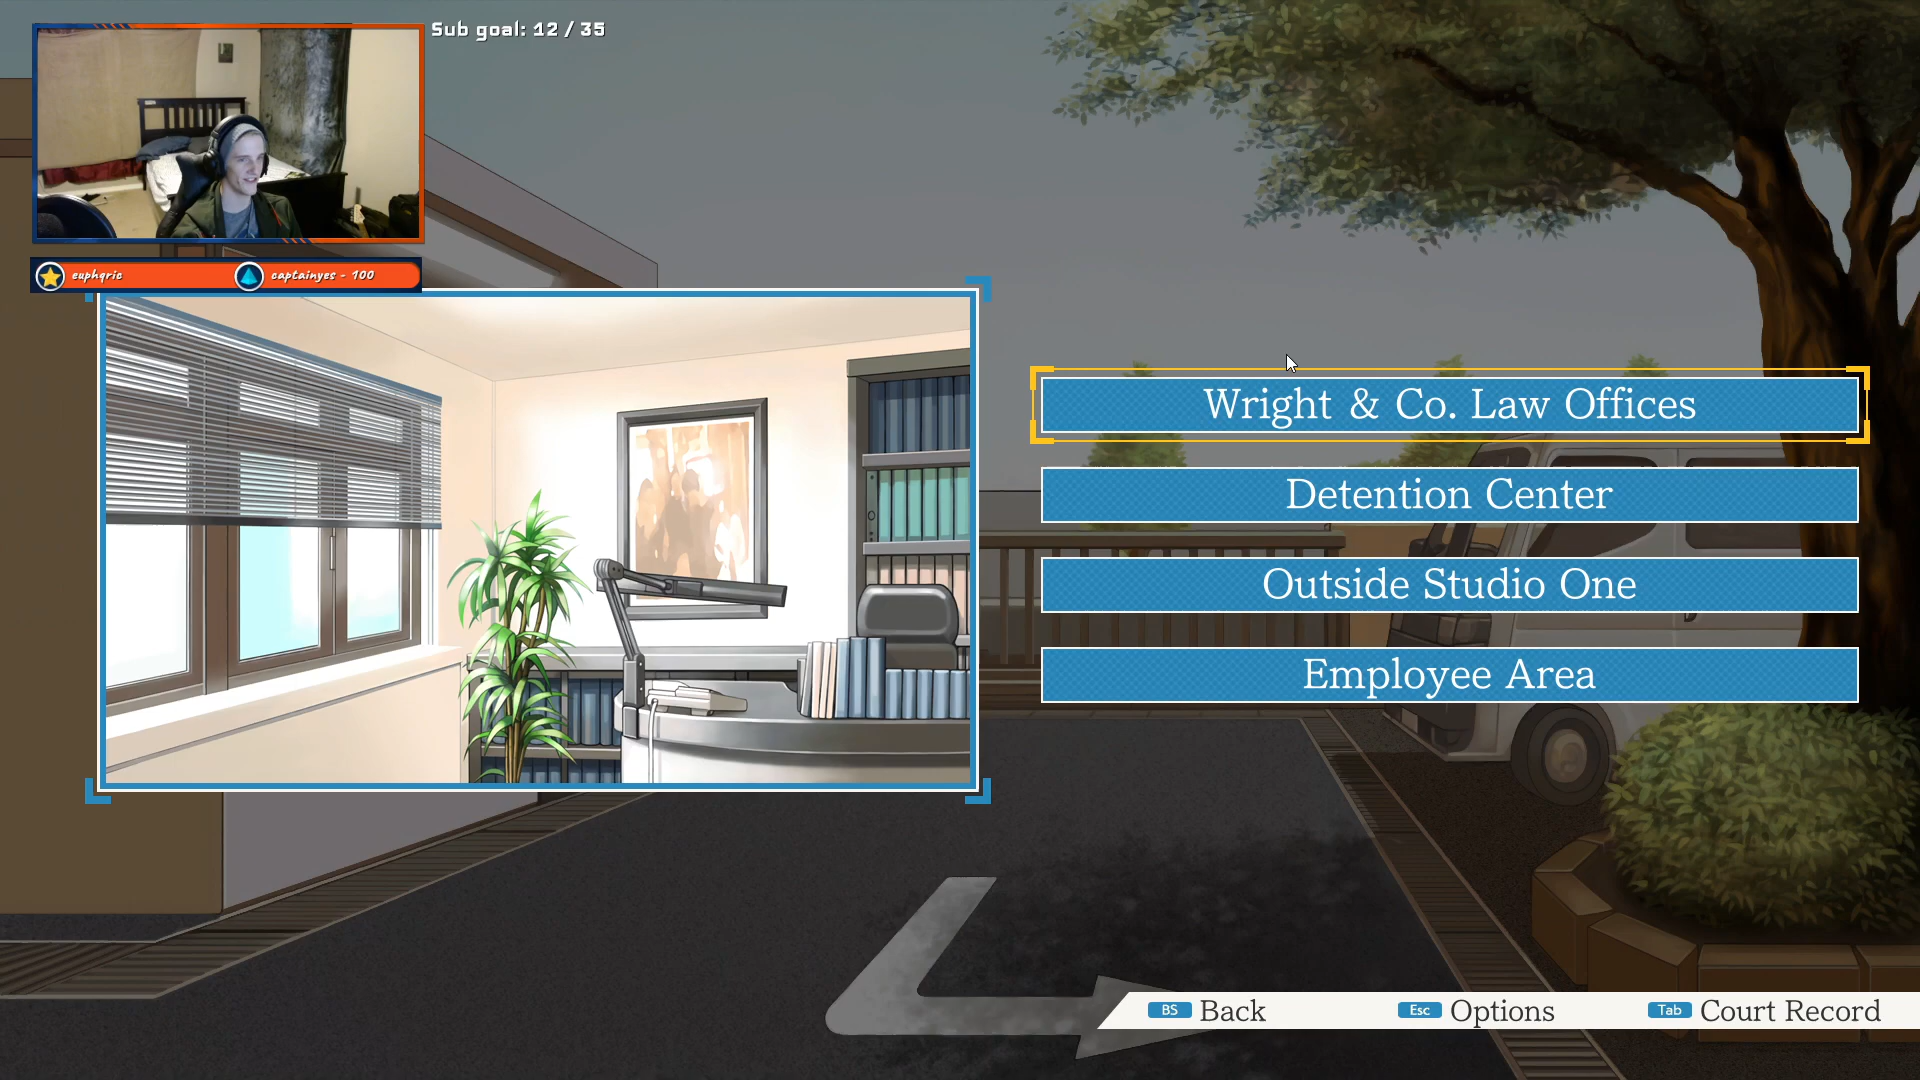 Sub goal: 12 / 35
euphqric
captainyes - 100
Wright & Co. Law Offices
Detention Center
Outside Studio One
Employee Area
BS Back
Esc Options
Tab Court Record